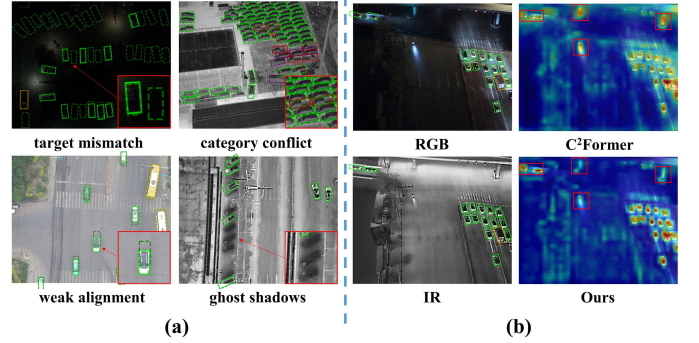 target mismatch
category conflict
weak alignment
ghost shadows
(a)
RGB
C²Former
IR
Ours
(b)